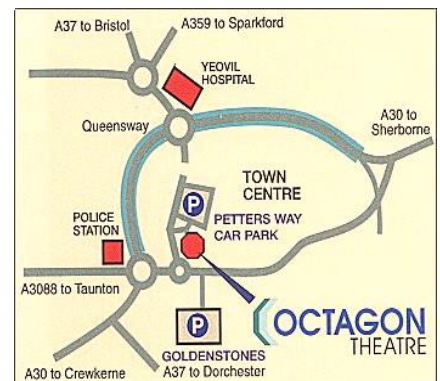 A37 to Bristol
A359 to Sparkford
YEOVIL
HOSPITAL
Queensway
A30 to
Sherborne
TOWN
CENTRE
P
PETTERS WAY
CAR PARK
POLICE
STATION
A3088 to Taunton
OCTAGON
THEATRE
P
GOLDENSTONES
A30 to Crewkerne
A37 to Dorchester